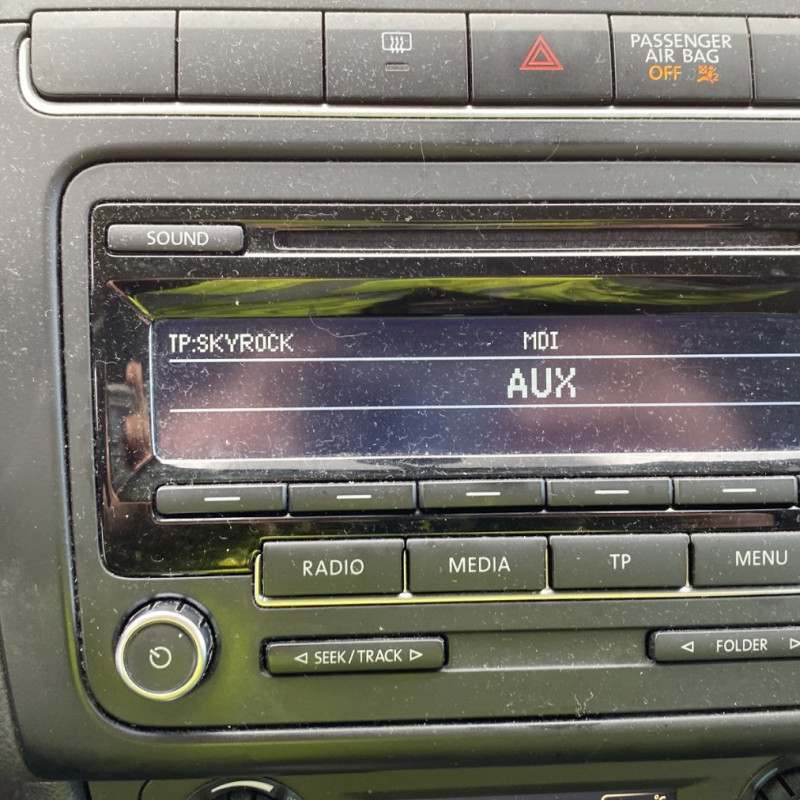 PASSENGER
AIR BAG
OFF
SOUND
TP:SKYROCK
MDI
AUX
RADIO
MEDIA
TP
MENU
SEEK/TRACK
FOLDER